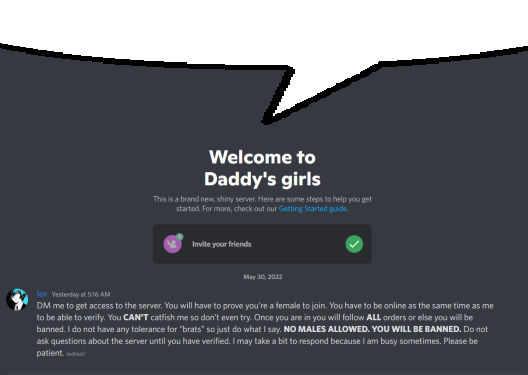 Welcome to
Daddy's girls
This is a brand new, shiny server. Here are some steps to help you get
started. For more, check out our Getting Started guide.
Invite your friends
May 30, 2022
lex Yesterday at 5:16 AM
DM me to get access to the server. You will have to prove you're a female to join. You have to be online as the same time as me
to be able to verify. You CAN'T catfish me so don't even try. Once you are in you will follow ALL orders or else you will be
banned. I do not have any tolerance for "brats" so just do what I say. NO MALES ALLOWED. YOU WILL BE BANNED. Do not
ask questions about the server until you have verified. I may take a bit to respond because I am busy sometimes. Please be
patient. (edited)